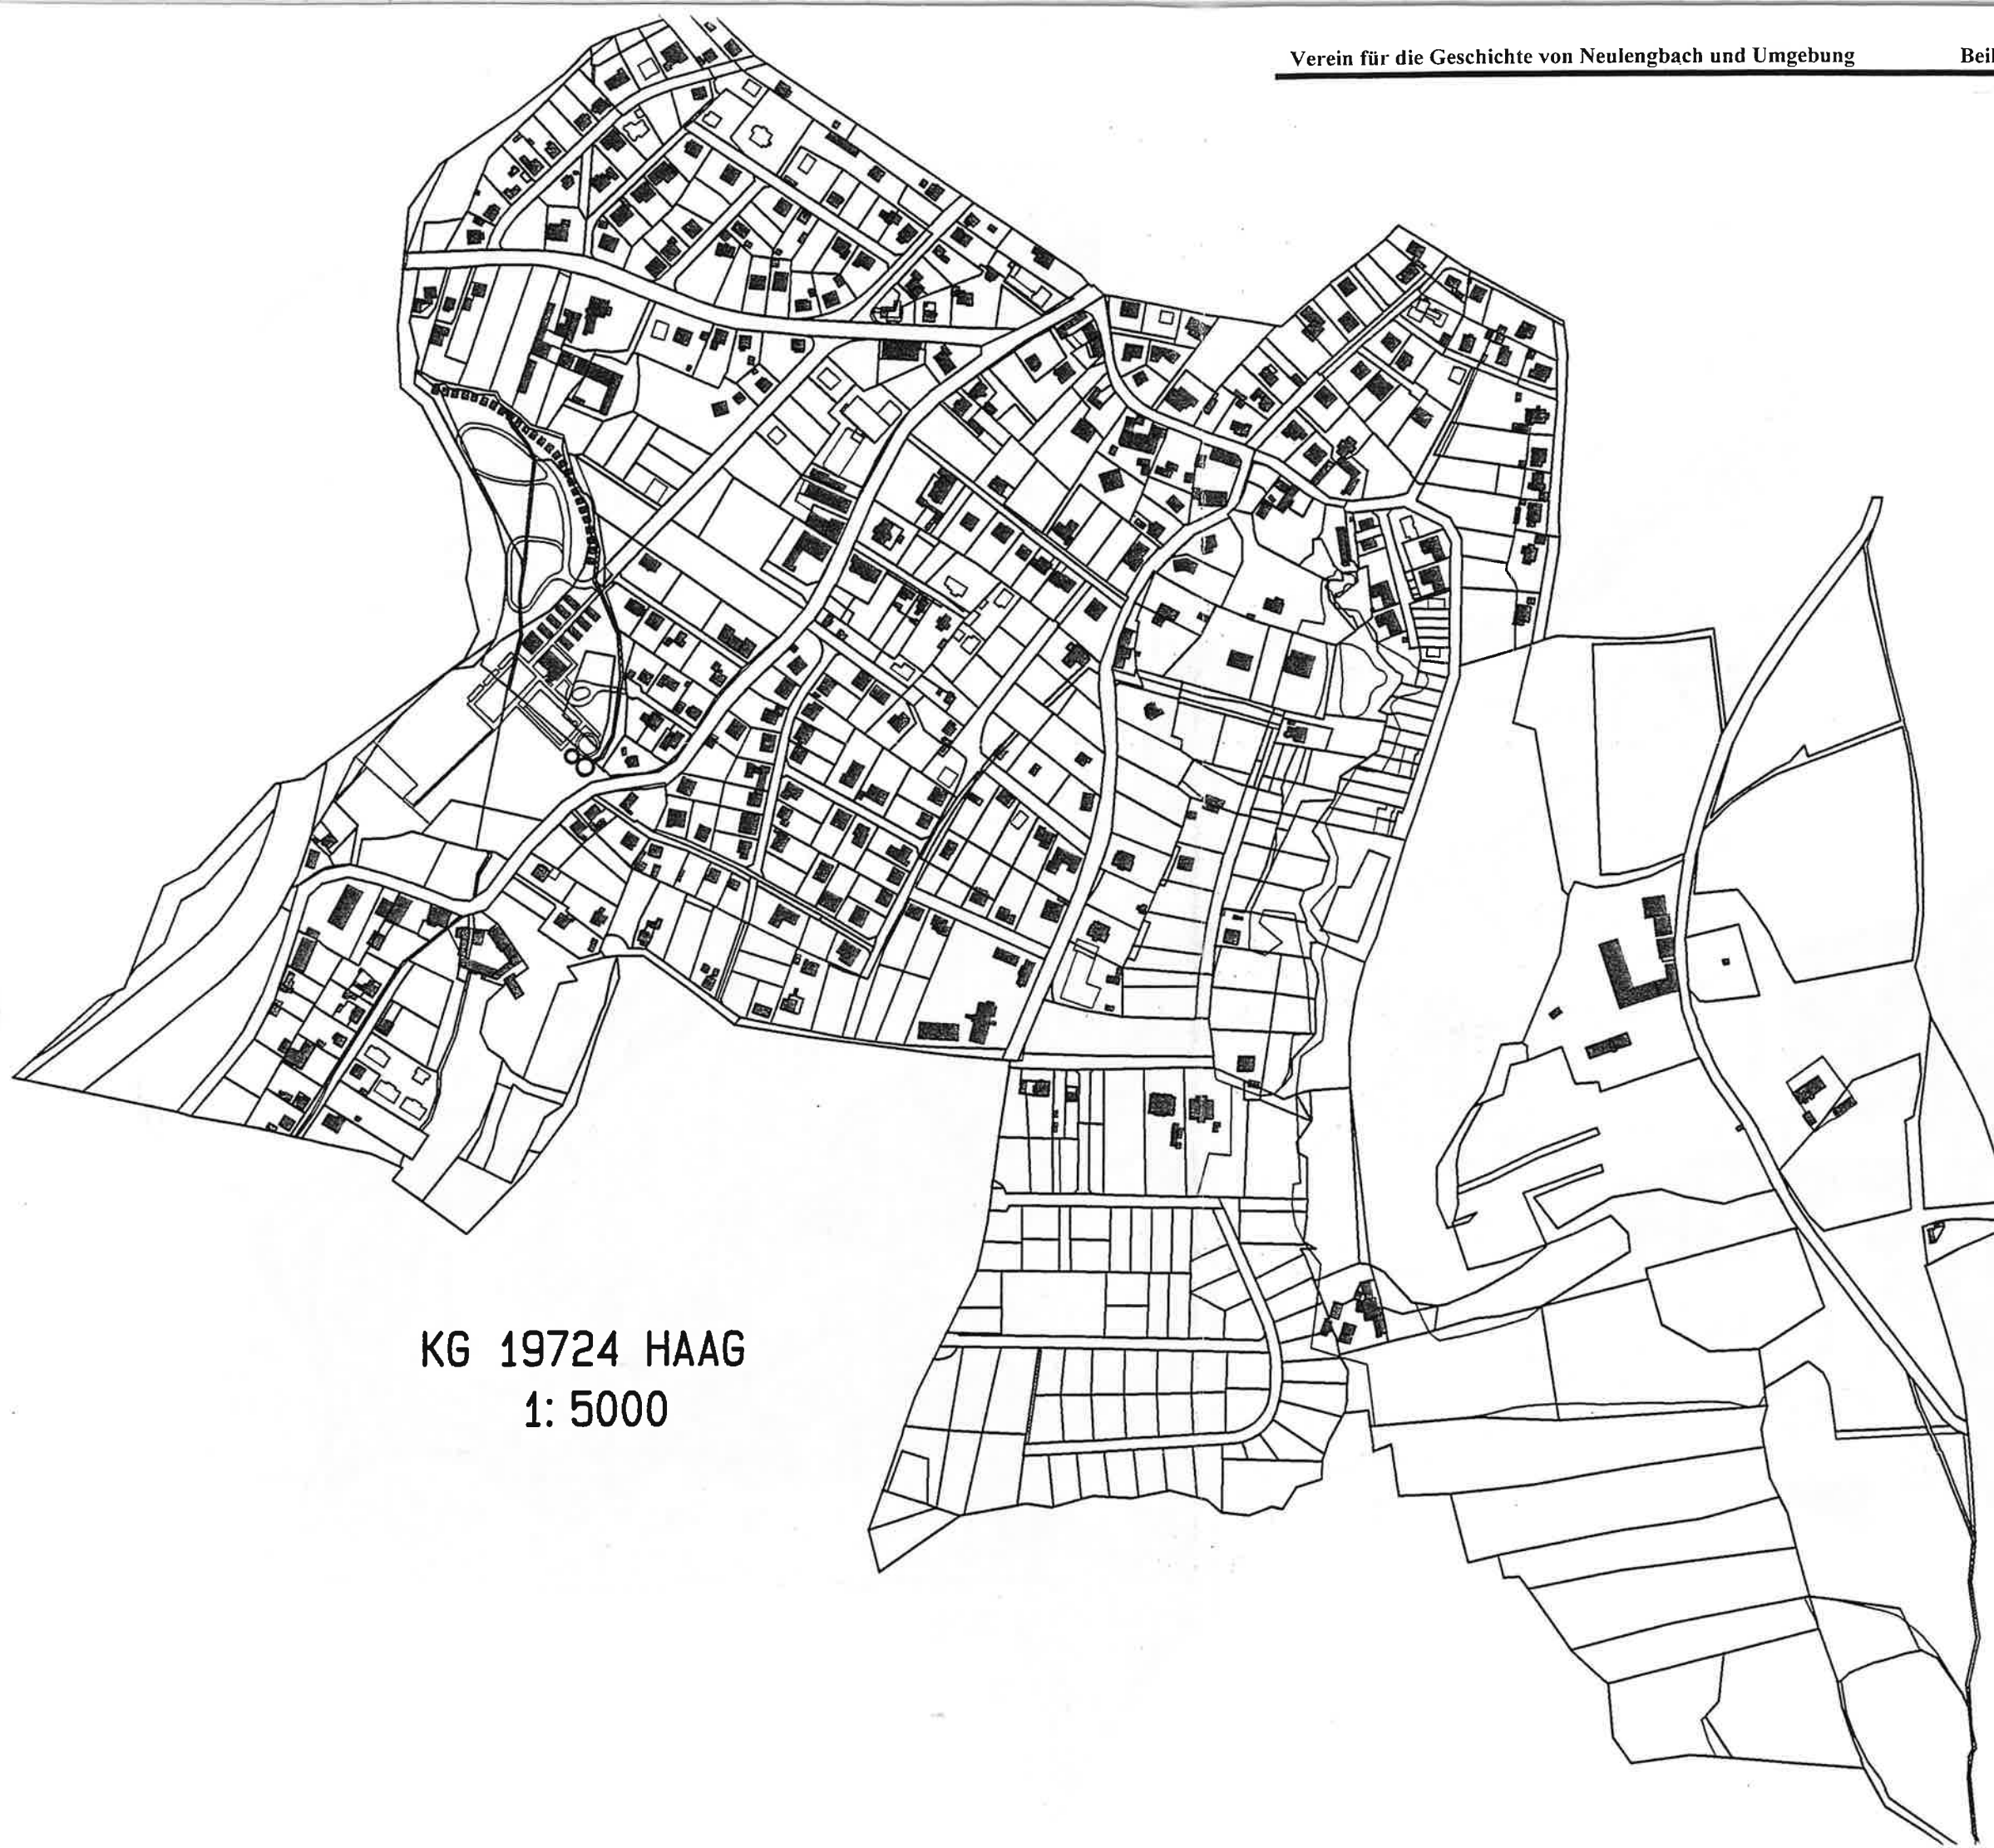 Verein für die Geschichte von Neulengbach und Umgebung
KG 19724 HAAG
1: 5000